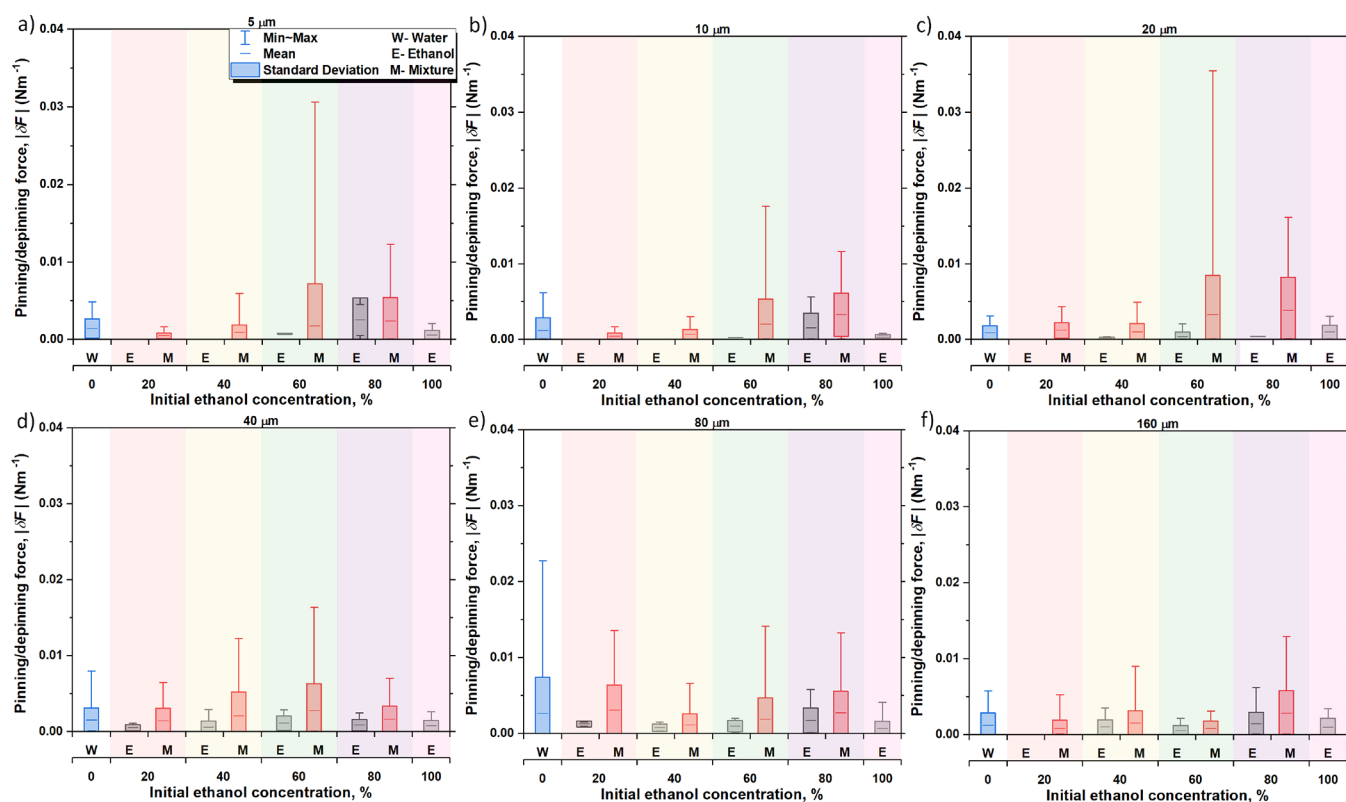 a)
5 μm
Pinning/depinning force, |δF| (Nm⁻¹)
0.04
0.03
0.02
0.01
0.00
Min~Max W- Water
Mean E- Ethanol
Standard Deviation M- Mixture
W E M E M E M E M E
0 20 40 60 80 100
Initial ethanol concentration, %
b)
10 μm
Pinning/depinning force, |δF| (Nm⁻¹)
0.04
0.03
0.02
0.01
0.00
W E M E M E M E M E
0 20 40 60 80 100
Initial ethanol concentration, %
c)
20 μm
Pinning/depinning force, |δF| (Nm⁻¹)
0.04
0.03
0.02
0.01
0.00
W E M E M E M E M E
0 20 40 60 80 100
Initial ethanol concentration, %
d)
40 μm
Pinning/depinning force, |δF| (Nm⁻¹)
0.04
0.03
0.02
0.01
0.00
W E M E M E M E M E
0 20 40 60 80 100
Initial ethanol concentration, %
e)
80 μm
Pinning/depinning force, |δF| (Nm⁻¹)
0.04
0.03
0.02
0.01
0.00
W E M E M E M E M E
0 20 40 60 80 100
Initial ethanol concentration, %
f)
160 μm
Pinning/depinning force, |δF| (Nm⁻¹)
0.04
0.03
0.02
0.01
0.00
W E M E M E M E M E
0 20 40 60 80 100
Initial ethanol concentration, %